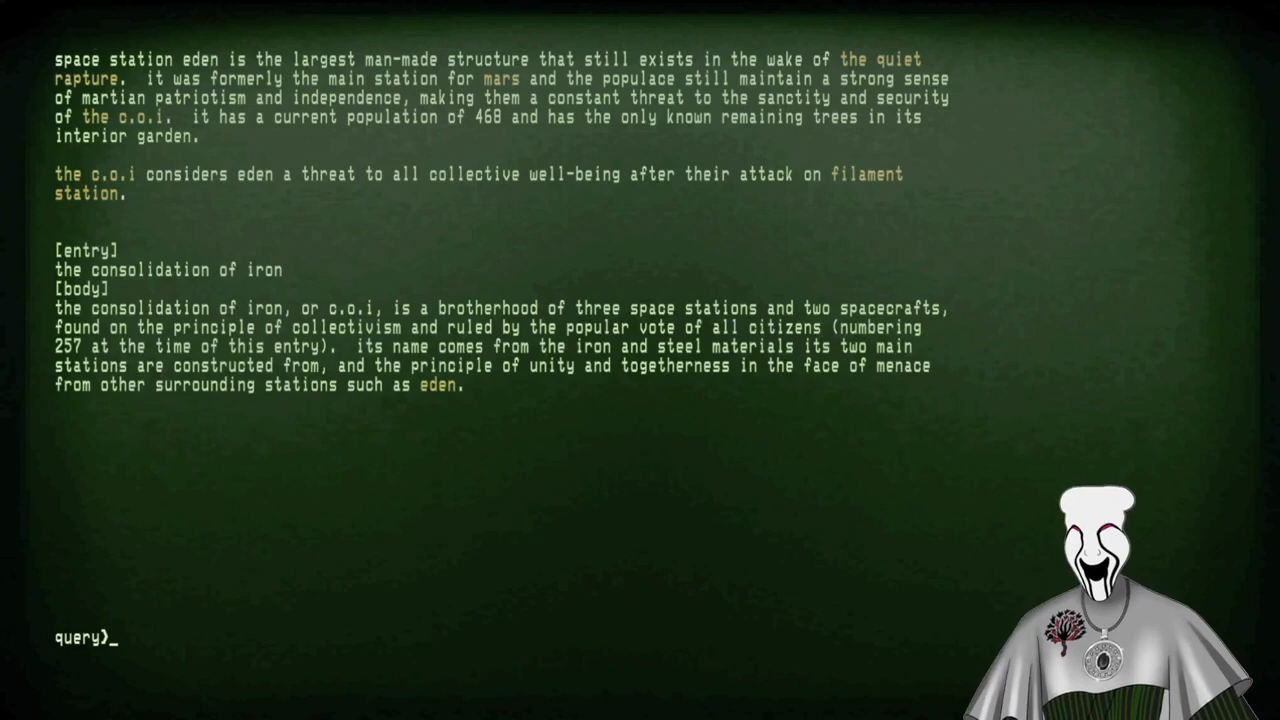 space station eden is the largest man-made structure that still exists in the wake of the quiet
rapture.  it was formerly the main station for mars and the populace still maintain a strong sense
of martian patriotism and independence, making them a constant threat to the sanctity and security
of the c.o.i.  it has a current population of 468 and has the only known remaining trees in its
interior garden.
the c.o.i considers eden a threat to all collective well-being after their attack on filament
station.
[entry]
the consolidation of iron
[body]
the consolidation of iron, or c.o.i, is a brotherhood of three space stations and two spacecrafts,
found on the principle of collectivism and ruled by the popular vote of all citizens (numbering
257 at the time of this entry).  its name comes from the iron and steel materials its two main
stations are constructed from, and the principle of unity and togetherness in the face of menace
from other surrounding stations such as eden.
query❯_